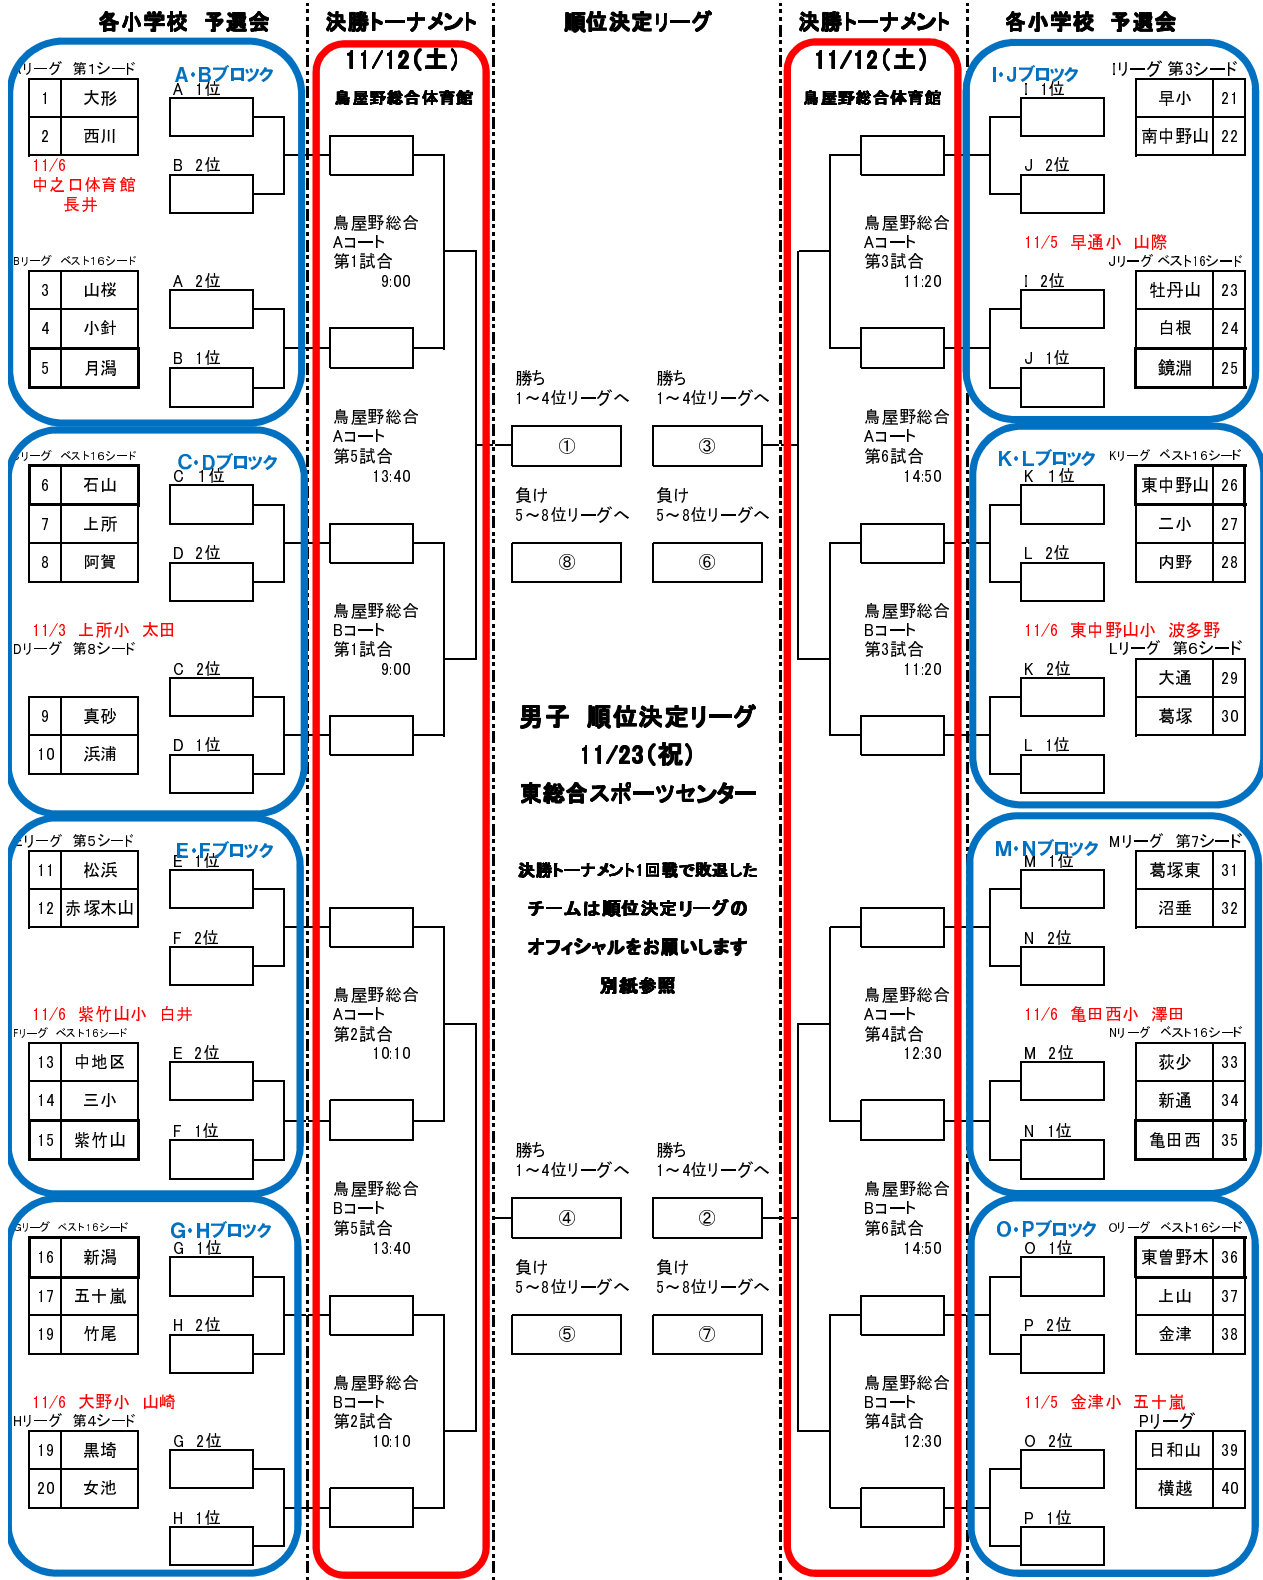 各小学校　予選会
決勝トーナメント
順位決定リーグ
決勝トーナメント
各小学校　予選会
11/12(土)
鳥屋野総合体育館
11/12(土)
鳥屋野総合体育館
リーグ　第1シード
A・Bブロック
1 大形
2 西川
11/6
中之口体育館
長井
A 1位
B 2位
Bリーグ　ベスト16シード
3 山桜
4 小針
5 月潟
A 2位
B 1位
リーグ　ベスト16シード
C・Dブロック
6 石山
7 上所
8 阿賀
C 1位
D 2位
11/3　上所小　太田
Dリーグ　第8シード
9 真砂
10 浜浦
C 2位
D 1位
リーグ　第5シード
E・Fブロック
11 松浜
12 赤塚木山
E 1位
F 2位
11/6　紫竹山小　白井
Fリーグ　ベスト16シード
13 中地区
14 三小
15 紫竹山
E 2位
F 1位
Gリーグ　ベスト16シード
G・Hブロック
16 新潟
17 五十嵐
19 竹尾
G 1位
H 2位
11/6　大野小　山崎
Hリーグ　第4シード
19 黒埼
20 女池
G 2位
H 1位
鳥屋野総合
Aコート
第1試合
9:00
鳥屋野総合
Aコート
第5試合
13:40
鳥屋野総合
Bコート
第1試合
9:00
鳥屋野総合
Aコート
第2試合
10:10
鳥屋野総合
Bコート
第5試合
13:40
鳥屋野総合
Bコート
第2試合
10:10
勝ち
1～4位リーグへ
①
負け
5～8位リーグへ
⑧
勝ち
1～4位リーグへ
③
負け
5～8位リーグへ
⑥
男子　順位決定リーグ
11/23(祝)
東総合スポーツセンター
決勝トーナメント1回戦で敗退した
チームは順位決定リーグの
オフィシャルをお願いします
別紙参照
勝ち
1～4位リーグへ
④
負け
5～8位リーグへ
⑤
勝ち
1～4位リーグへ
②
負け
5～8位リーグへ
⑦
鳥屋野総合
Aコート
第3試合
11:20
鳥屋野総合
Aコート
第6試合
14:50
鳥屋野総合
Bコート
第3試合
11:20
鳥屋野総合
Aコート
第4試合
12:30
鳥屋野総合
Bコート
第6試合
14:50
鳥屋野総合
Bコート
第4試合
12:30
I・Jブロック
Iリーグ 第3シード
I 1位
J 2位
早小 21
南中野山 22
11/5　早通小　山際
Jリーグ ベスト16シード
I 2位
J 1位
牡丹山 23
白根 24
鏡淵 25
K・Lブロック
Kリーグ　ベスト16シード
K 1位
L 2位
東中野山 26
二小 27
内野 28
11/6　東中野山小　波多野
Lリーグ　第6シード
K 2位
L 1位
大通 29
葛塚 30
M・Nブロック
Mリーグ　第7シード
M 1位
N 2位
葛塚東 31
沼垂 32
11/6　亀田西小　澤田
Nリーグ　ベスト16シード
M 2位
N 1位
荻少 33
新通 34
亀田西 35
O・Pブロック
Oリーグ　ベスト16シード
O 1位
P 2位
東曽野木 36
上山 37
金津 38
11/5　金津小　五十嵐
Pリーグ
O 2位
P 1位
日和山 39
横越 40